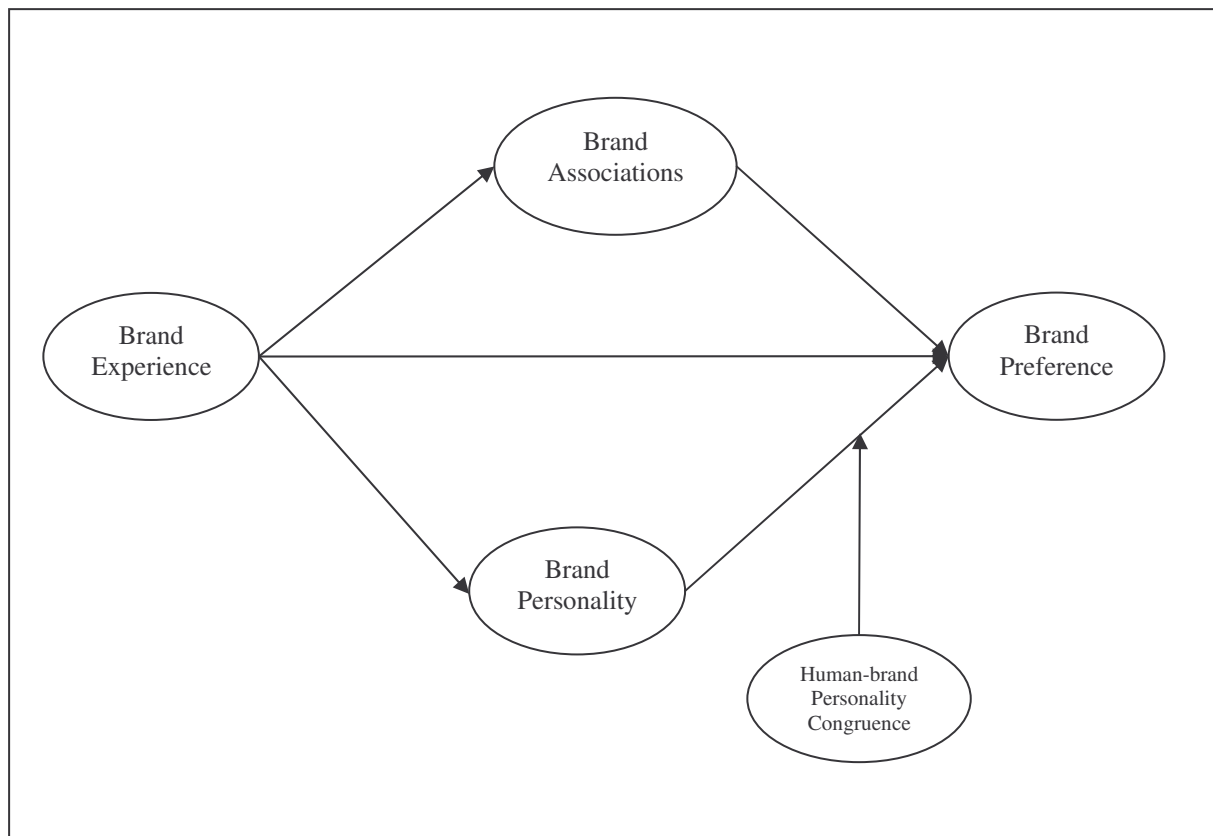 Brand
Associations
Brand
Experience
Brand
Preference
Brand
Personality
Human-brand
Personality
Congruence